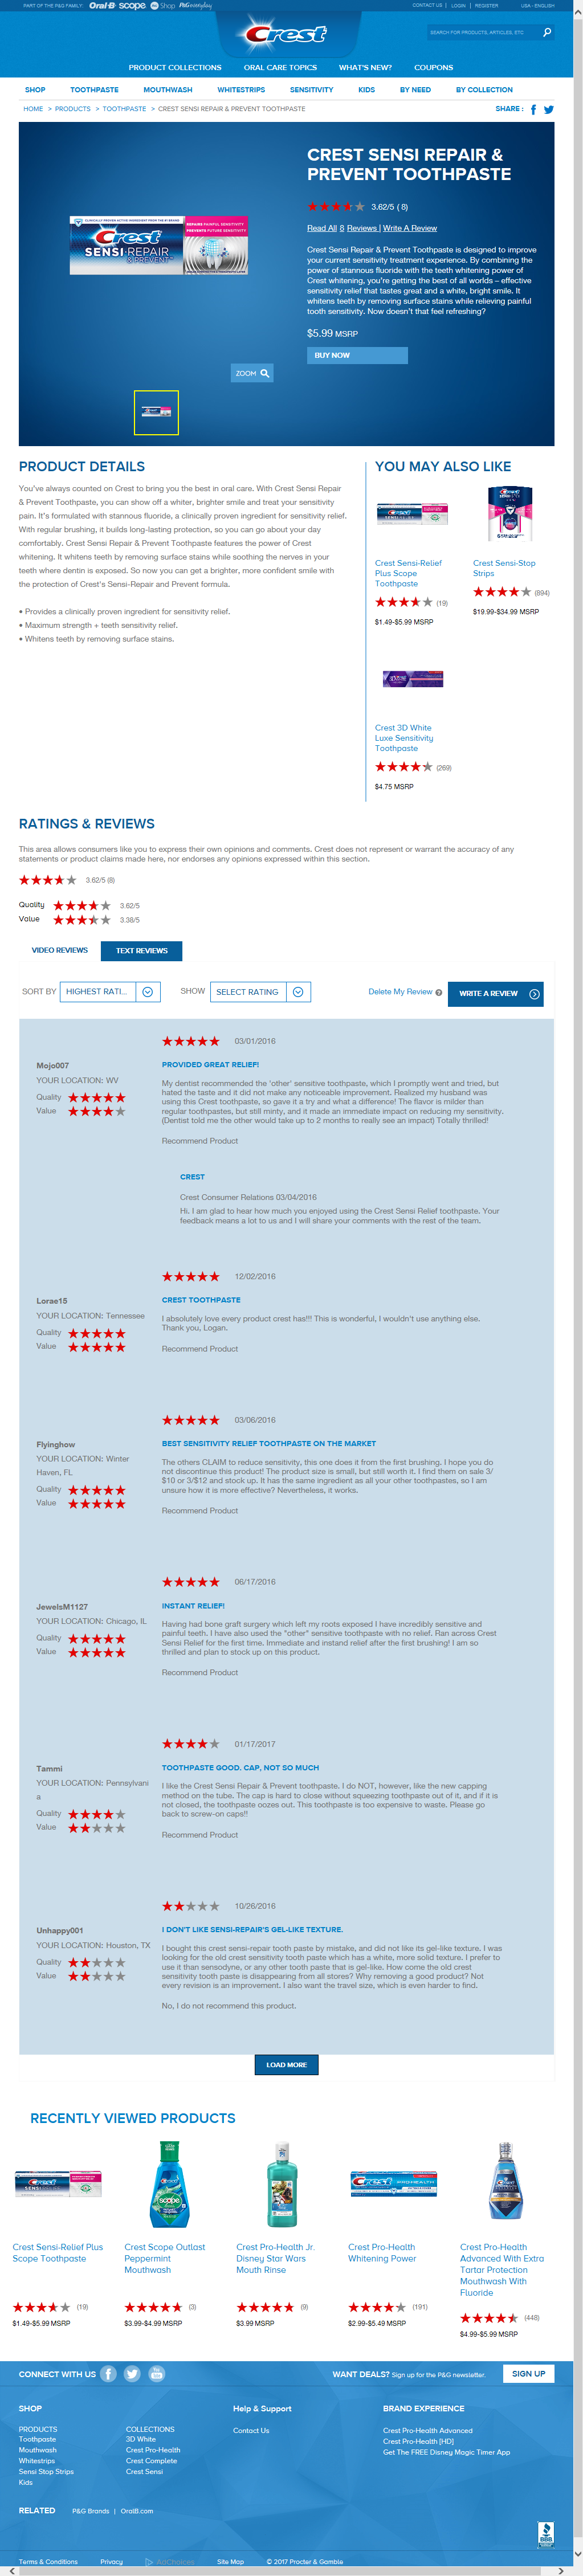 PART OF THE P&G FAMILY: Oral-B scope Shop P&G everyday CONTACT US | LOGIN | REGISTER USA - ENGLISH
Crest
SEARCH FOR PRODUCTS, ARTICLES, ETC
PRODUCT COLLECTIONS ORAL CARE TOPICS WHAT'S NEW? COUPONS
SHOP TOOTHPASTE MOUTHWASH WHITESTRIPS SENSITIVITY KIDS BY NEED BY COLLECTION
HOME > PRODUCTS > TOOTHPASTE > CREST SENSI REPAIR & PREVENT TOOTHPASTE SHARE :
CREST SENSI REPAIR &
PREVENT TOOTHPASTE
3.62/5 ( 8)
Read All 8 Reviews | Write A Review
Crest
SENSI-REPAIR
& PREVENT
REPAIRS PAINFUL SENSITIVITY
PREVENTS FUTURE SENSITIVITY
Crest Sensi Repair & Prevent Toothpaste is designed to improve
your current sensitivity treatment experience. By combining the
power of stannous fluoride with the teeth whitening power of
Crest whitening, you're getting the best of all worlds – effective
sensitivity relief that tastes great and a white, bright smile. It
whitens teeth by removing surface stains while relieving painful
tooth sensitivity. Now doesn't that feel refreshing?
$5.99 MSRP
BUY NOW
ZOOM
PRODUCT DETAILS
You've always counted on Crest to bring you the best in oral care. With Crest Sensi Repair
& Prevent Toothpaste, you can show off a whiter, brighter smile and treat your sensitivity
pain. It's formulated with stannous fluoride, a clinically proven ingredient for sensitivity relief.
With regular brushing, it builds long-lasting protection, so you can go about your day
comfortably. Crest Sensi Repair & Prevent Toothpaste features the power of Crest
whitening. It whitens teeth by removing surface stains while soothing the nerves in your
teeth where dentin is exposed. So now you can get a brighter, more confident smile with
the protection of Crest's Sensi-Repair and Prevent formula.
• Provides a clinically proven ingredient for sensitivity relief.
• Maximum strength + teeth sensitivity relief.
• Whitens teeth by removing surface stains.
YOU MAY ALSO LIKE
Crest Sensi-Relief
Plus Scope
Toothpaste
(19)
$1.49-$5.99 MSRP
Crest Sensi-Stop
Strips
(894)
$19.99-$34.99 MSRP
Crest 3D White
Luxe Sensitivity
Toothpaste
(269)
$4.75 MSRP
RATINGS & REVIEWS
This area allows consumers like you to express their own opinions and comments. Crest does not represent or warrant the accuracy of any
statements or product claims made here, nor endorses any opinions expressed within this section.
3.62/5 (8)
Quality 3.62/5
Value 3.38/5
VIDEO REVIEWS TEXT REVIEWS
SORT BY HIGHEST RATI... SHOW SELECT RATING Delete My Review WRITE A REVIEW
03/01/2016
Mojo007
YOUR LOCATION: WV
Quality
Value
PROVIDED GREAT RELIEF!
My dentist recommended the 'other' sensitive toothpaste, which I promptly went and tried, but
hated the taste and it did not make any noticeable improvement. Realized my husband was
using this Crest toothpaste, so gave it a try and what a difference! The flavor is milder than
regular toothpastes, but still minty, and it made an immediate impact on reducing my sensitivity.
(Dentist told me the other would take up to 2 months to really see an impact) Totally thrilled!
Recommend Product
CREST
Crest Consumer Relations 03/04/2016
Hi. I am glad to hear how much you enjoyed using the Crest Sensi Relief toothpaste. Your
feedback means a lot to us and I will share your comments with the rest of the team.
12/02/2016
Lorae15
YOUR LOCATION: Tennessee
Quality
Value
CREST TOOTHPASTE
I absolutely love every product crest has!!! This is wonderful, I wouldn't use anything else.
Thank you, Logan.
Recommend Product
03/06/2016
Flyinghow
YOUR LOCATION: Winter
Haven, FL
Quality
Value
BEST SENSITIVITY RELIEF TOOTHPASTE ON THE MARKET
The others CLAIM to reduce sensitivity, this one does it from the first brushing. I hope you do
not discontinue this product! The product size is small, but still worth it. I find them on sale 3/
$10 or 3/$12 and stock up. It has the same ingredient as all your other toothpastes, so I am
unsure how it is more effective? Nevertheless, it works.
Recommend Product
06/17/2016
JewelsM1127
YOUR LOCATION: Chicago, IL
Quality
Value
INSTANT RELIEF!
Having had bone graft surgery which left my roots exposed I have incredibly sensitive and
painful teeth. I have also used the "other" sensitive toothpaste with no relief. Ran across Crest
Sensi Relief for the first time. Immediate and instant relief after the first brushing! I am so
thrilled and plan to stock up on this product.
Recommend Product
01/17/2017
Tammi
YOUR LOCATION: Pennsylvani
a
Quality
Value
TOOTHPASTE GOOD. CAP, NOT SO MUCH
I like the Crest Sensi Repair & Prevent toothpaste. I do NOT, however, like the new capping
method on the tube. The cap is hard to close without squeezing toothpaste out of it, and if it is
not closed, the toothpaste oozes out. This toothpaste is too expensive to waste. Please go
back to screw-on caps!!
Recommend Product
10/26/2016
Unhappy001
YOUR LOCATION: Houston, TX
Quality
Value
I DON'T LIKE SENSI-REPAIR'S GEL-LIKE TEXTURE.
I bought this crest sensi-repair tooth paste by mistake, and did not like its gel-like texture. I was
looking for the old crest sensitivity tooth paste which has a white, more solid texture. I prefer to
use it than sensodyne, or any other tooth paste that is gel-like. How come the old crest
sensitivity tooth paste is disappearing from all stores? Why removing a good product? Not
every revision is an improvement. I also want the travel size, which is even harder to find.
No, I do not recommend this product.
LOAD MORE
RECENTLY VIEWED PRODUCTS
Crest Sensi-Relief Plus
Scope Toothpaste
(19)
$1.49-$5.99 MSRP
Crest Scope Outlast
Peppermint
Mouthwash
(3)
$3.99-$4.99 MSRP
Crest Pro-Health Jr.
Disney Star Wars
Mouth Rinse
(9)
$3.99 MSRP
Crest Pro-Health
Whitening Power
(191)
$2.99-$5.49 MSRP
Crest Pro-Health
Advanced With Extra
Tartar Protection
Mouthwash With
Fluoride
(448)
$4.99-$5.99 MSRP
CONNECT WITH US WANT DEALS? Sign up for the P&G newsletter. SIGN UP
SHOP
PRODUCTS
Toothpaste
Mouthwash
Whitestrips
Sensi Stop Strips
Kids
COLLECTIONS
3D White
Crest Pro-Health
Crest Complete
Crest Sensi
Help & Support
Contact Us
BRAND EXPERIENCE
Crest Pro-Health Advanced
Crest Pro-Health [HD]
Get The FREE Disney Magic Timer App
RELATED P&G Brands | OralB.com
BBB
Terms & Conditions Privacy AdChoices Site Map © 2017 Procter & Gamble